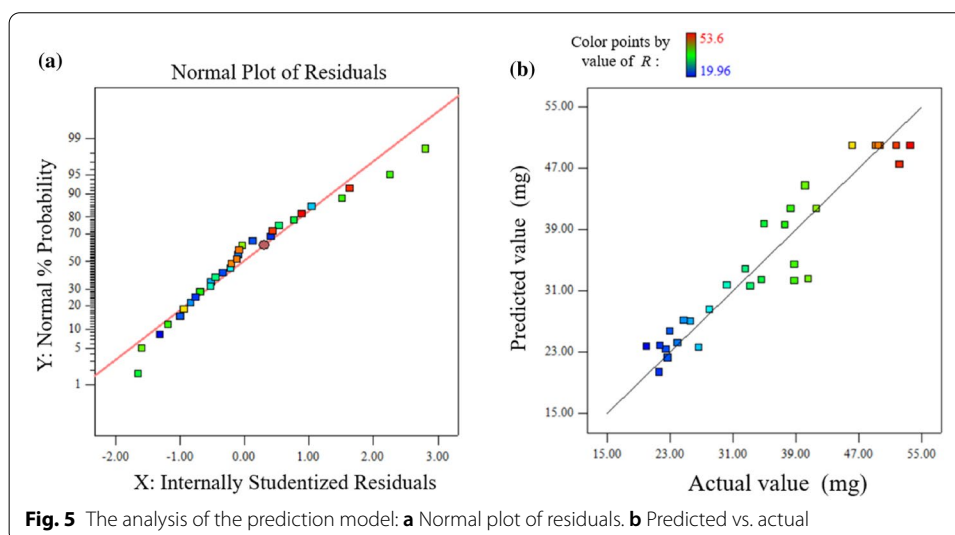 (a)
Normal Plot of Residuals
Y: Normal % Probability
99
95
90
80
70
50
30
20
10
5
1
-2.00 -1.00 0.00 1.00 2.00 3.00
X: Internally Studentized Residuals
(b)
Color points by
value of R :
53.6
19.96
Predicted value (mg)
55.00
47.00
39.00
31.00
23.00
15.00
15.00 23.00 31.00 39.00 47.00 55.00
Actual value (mg)
Fig. 5 The analysis of the prediction model: a Normal plot of residuals. b Predicted vs. actual